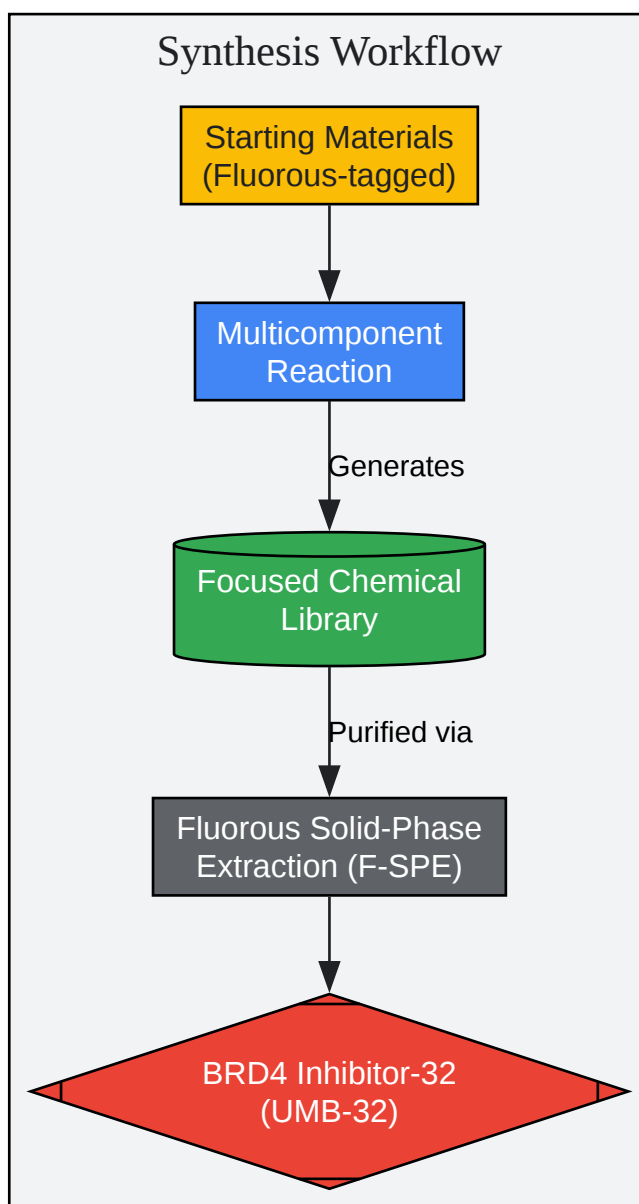 Synthesis Workflow
Starting Materials
(Fluorous-tagged)
Multicomponent
Reaction
Generates
Focused Chemical
Library
Purified via
Fluorous Solid-Phase
Extraction (F-SPE)
BRD4 Inhibitor-32
(UMB-32)